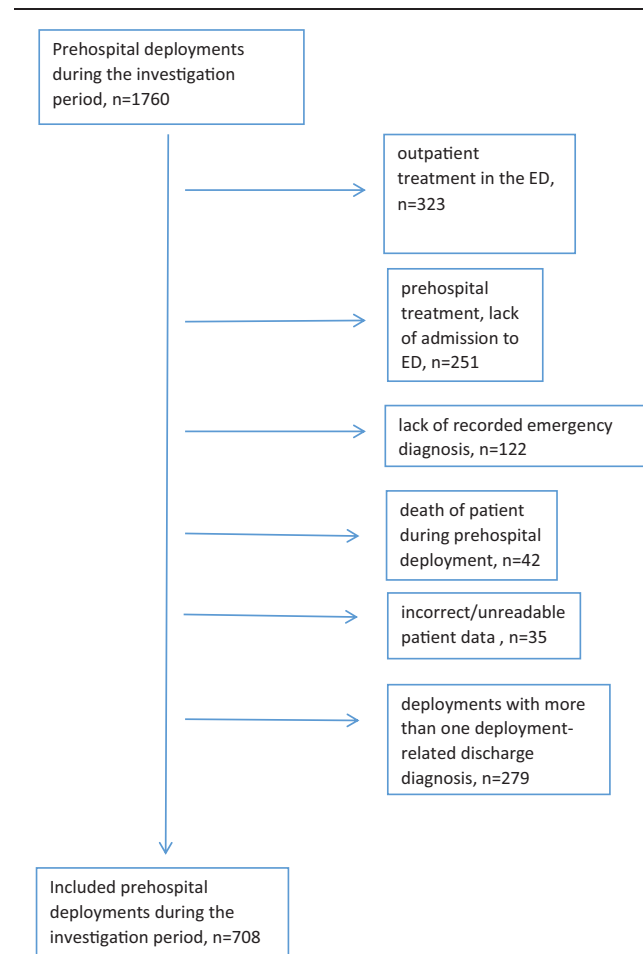 Prehospital deployments
during the investigation
period, n=1760
outpatient
treatment in the ED,
n=323
prehospital
treatment, lack
of admission to
ED, n=251
lack of recorded emergency
diagnosis, n=122
death of patient
during prehospital
deployment, n=42
incorrect/unreadable
patient data , n=35
deployments with more
than one deployment-
related discharge
diagnosis, n=279
Included prehospital
deployments during the
investigation period, n=708